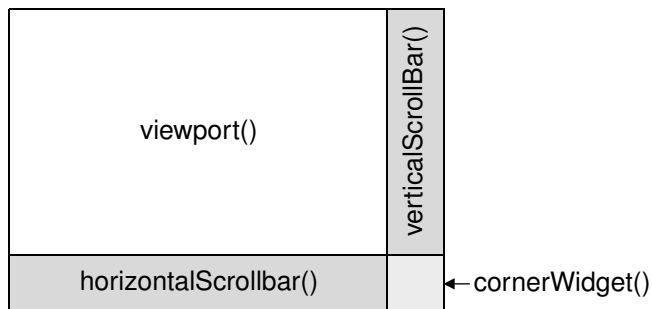 viewport()
verticalScrollBar()
horizontalScrollbar()
cornerWidget()